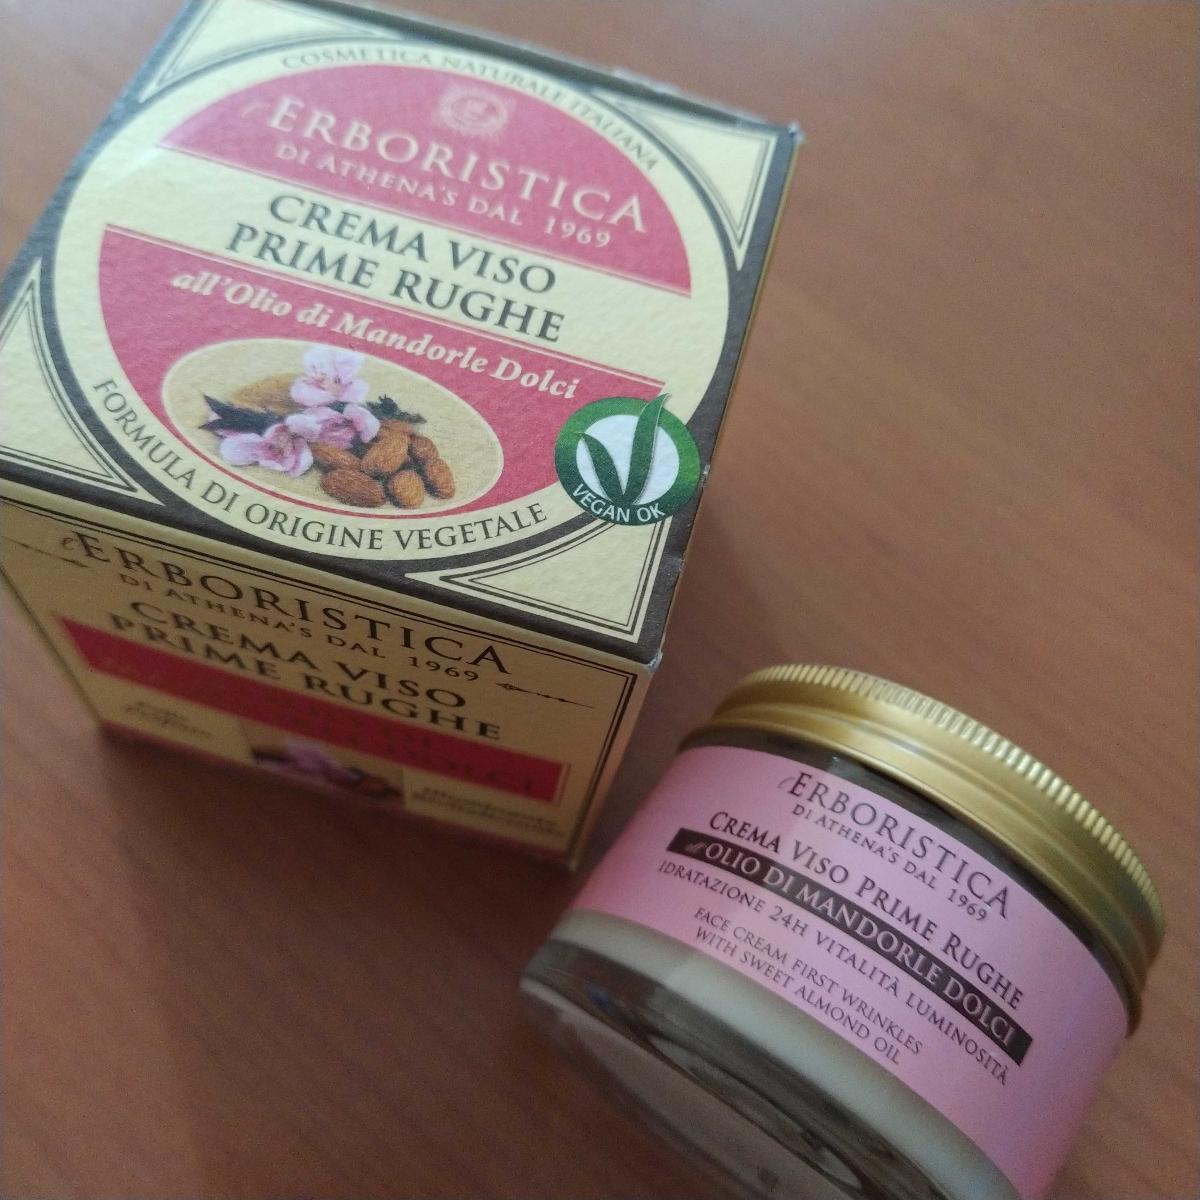 COSMETICA NATURALE ITALIANA
l'ERBORISTICA
DI ATHENA'S DAL 1969
CREMA VISO
PRIME RUGHE
all'Olio di Mandorle Dolci
FORMULA DI ORIGINE VEGETALE
VEGAN OK
l'ERBORISTICA
DI ATHENA'S DAL 1969
CREMA VISO
PRIME RUGHE
l'ERBORISTICA
DI ATHENA'S DAL 1969
CREMA VISO PRIME RUGHE
all'OLIO DI MANDORLE DOLCI
IDRATAZIONE 24H VITALITÀ LUMINOSITÀ
FACE CREAM FIRST WRINKLES
WITH SWEET ALMOND OIL